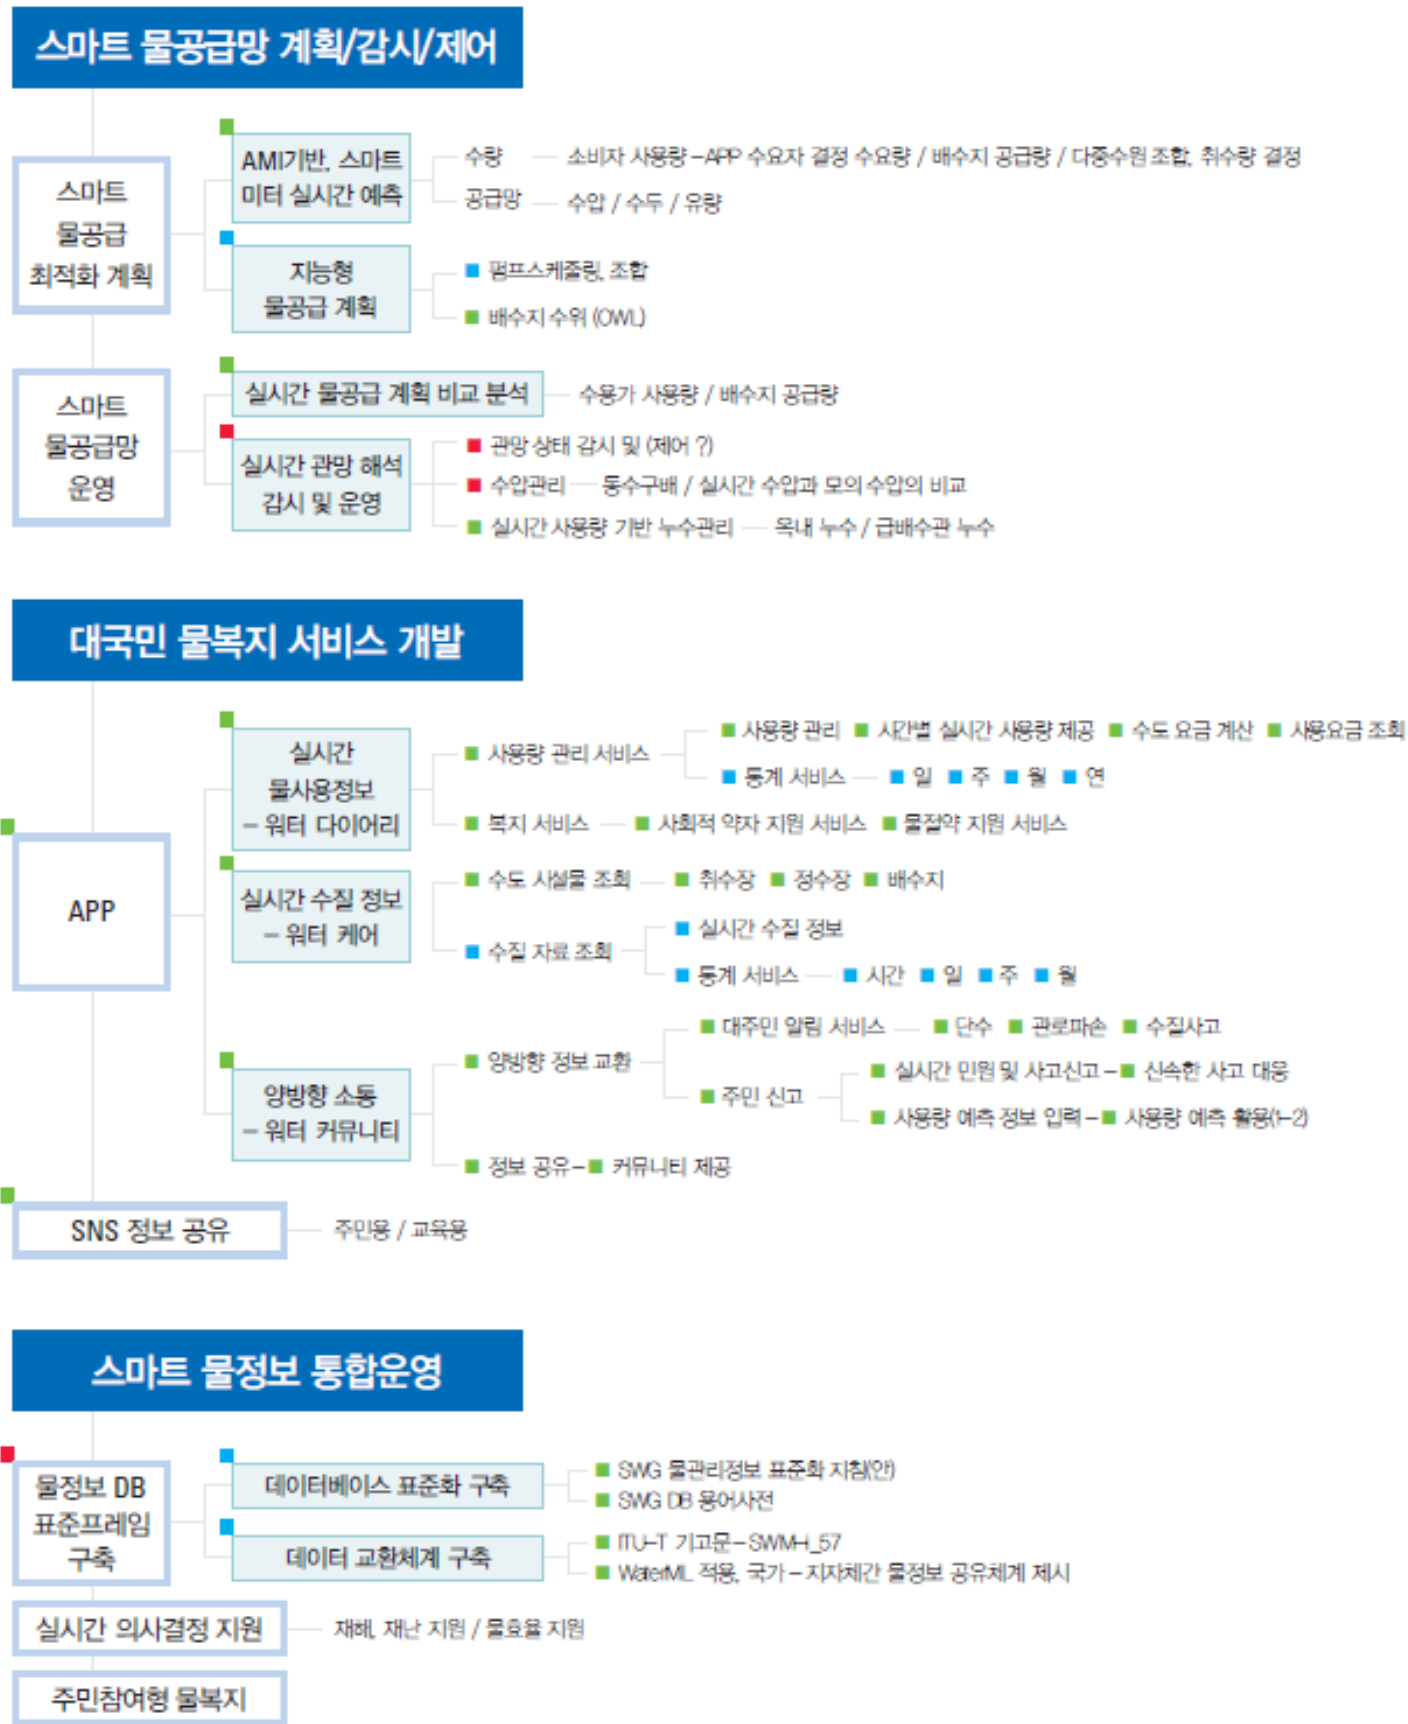 스마트 물공급망 계획/감시/제어
스마트
물공급
최적화 계획
AMI기반, 스마트
미터 실시간 예측
수량
소비자 사용량 – APP 수요자 결정 수요량 / 배수지 공급량 / 다중수원 조합, 취수량 결정
공급망
수압 / 수두 / 유량
지능형
물공급 계획
펌프스케줄링, 조합
배수지 수위 (OWL)
스마트
물공급망
운영
실시간 물공급 계획 비교 분석
수용가 사용량 / 배수지 공급량
실시간 관망 해석
감시 및 운영
관망 상태 감시 및 (제어 ?)
수압관리
동수구배 / 실시간 수압과 모의 수압의 비교
실시간 사용량 기반 누수관리
옥내 누수 / 급배수관 누수
대국민 물복지 서비스 개발
APP
실시간
물사용정보
– 워터 다이어리
사용량 관리 서비스
사용량 관리 시간별 실시간 사용량 제공 수도 요금 계산 사용요금 조회
통계 서비스 일 주 월 연
복지 서비스
사회적 약자 지원 서비스 물절약 지원 서비스
실시간 수질 정보
– 워터 케어
수도 시설물 조회
취수장 정수장 배수지
수질 자료 조회
실시간 수질 정보
통계 서비스 시간 일 주 월
양방향 소통
– 워터 커뮤니티
양방향 정보 교환
대주민 알림 서비스 단수 관로파손 수질사고
주민 신고
실시간 민원 및 사고신고 – 신속한 사고 대응
사용량 예측 정보 입력 – 사용량 예측 활용(1-2)
정보 공유 – 커뮤니티 제공
SNS 정보 공유
주민용 / 교육용
스마트 물정보 통합운영
물정보 DB
표준프레임
구축
데이터베이스 표준화 구축
SWG 물관리정보 표준화 지침(안)
SWG DB 용어사전
데이터 교환체계 구축
ITU-T 기고문 – SWM-I_57
WaterML 적용, 국가 – 지자체간 물정보 공유체계 제시
실시간 의사결정 지원
재해, 재난 지원 / 물효율 지원
주민참여형 물복지